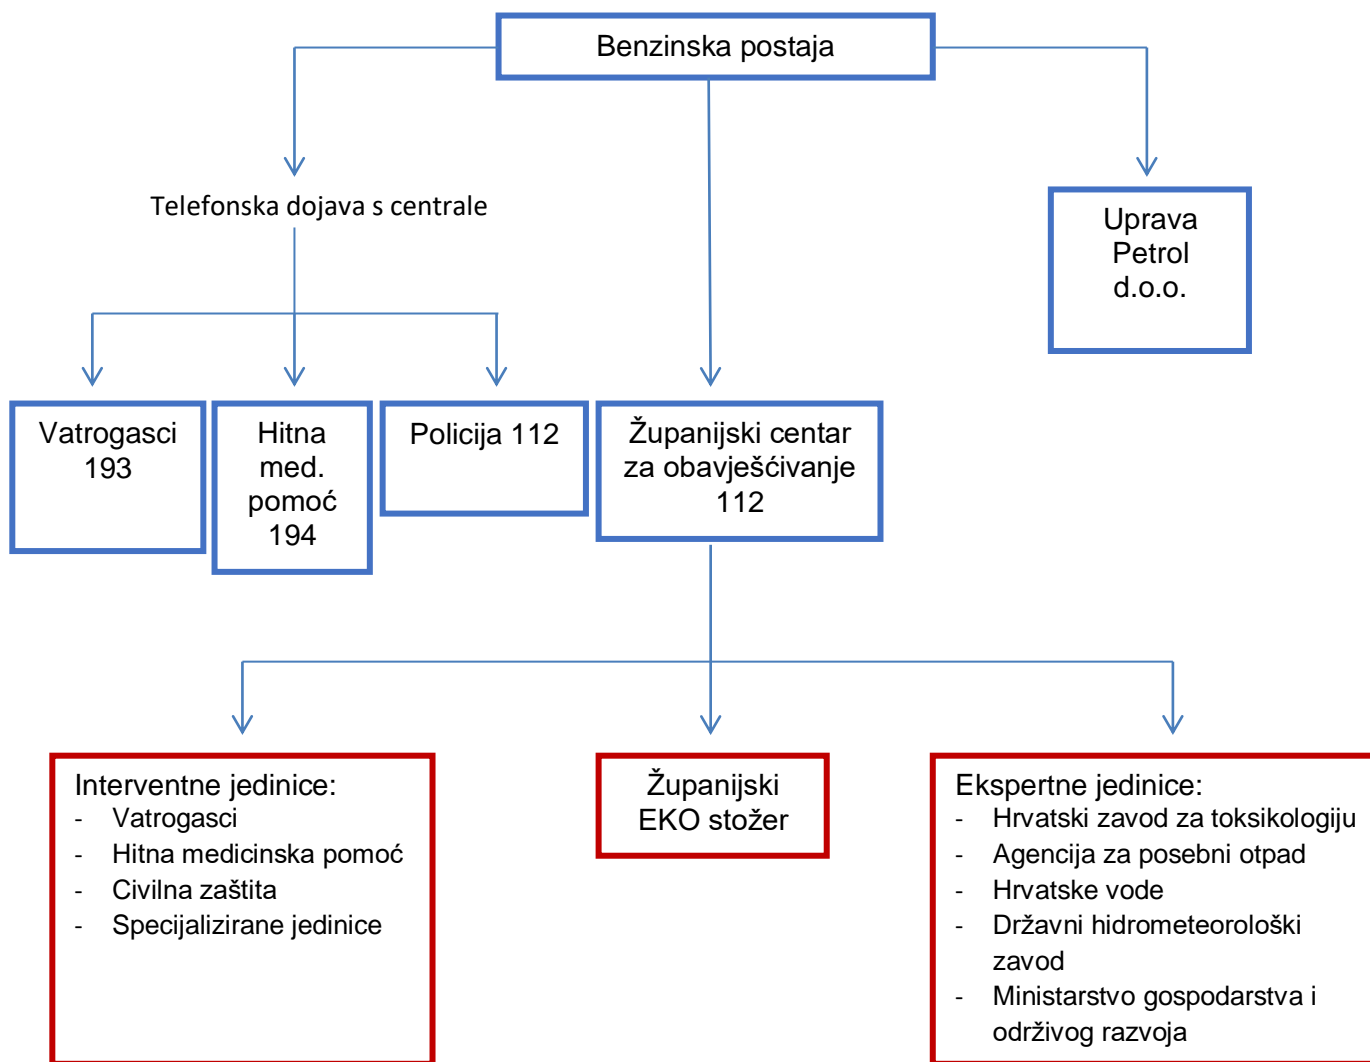 Benzinska postaja
Telefonska dojava s centrale
Uprava
Petrol
d.o.o.
Vatrogasci
193
Hitna
med.
pomoć
194
Policija 112
Županijski centar
za obavješćivanje
112
Interventne jedinice:
- Vatrogasci
- Hitna medicinska pomoć
- Civilna zaštita
- Specijalizirane jedinice
Županijski
EKO stožer
Ekspertne jedinice:
- Hrvatski zavod za toksikologiju
- Agencija za posebni otpad
- Hrvatske vode
- Državni hidrometeorološki
zavod
- Ministarstvo gospodarstva i
održivog razvoja